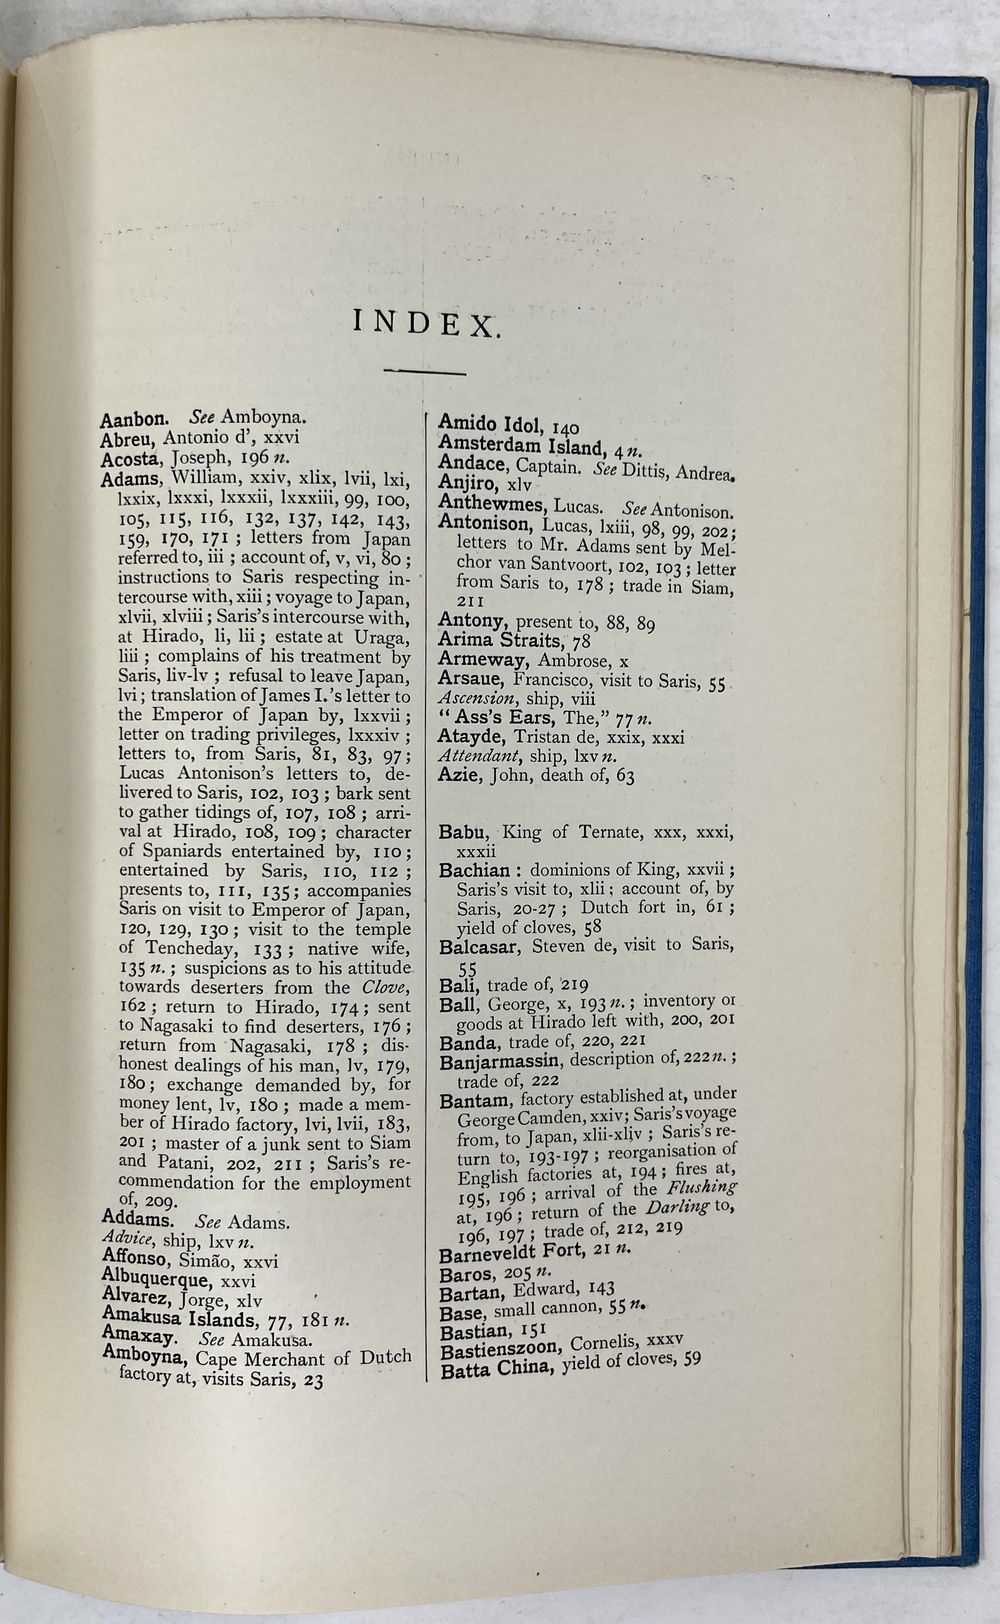 INDEX.
Aanbon. See Amboyna.
Abreu, Antonio d', xxvi
Acosta, Joseph, 196 n.
Adams, William, xxiv, xlix, lvii, lxi,
lxxix, lxxxi, lxxxii, lxxxiii, 99, 100,
105, 115, 116, 132, 137, 142, 143,
159, 170, 171 ; letters from Japan
referred to, iii ; account of, v, vi, 80 ;
instructions to Saris respecting in-
tercourse with, xiii ; voyage to Japan,
xlvii, xlviii ; Saris's intercourse with,
at Hirado, li, lii ; estate at Uraga,
liii ; complains of his treatment by
Saris, liv-lv ; refusal to leave Japan,
lvi ; translation of James I.'s letter to
the Emperor of Japan by, lxxvii ;
letter on trading privileges, lxxxiv ;
letters to, from Saris, 81, 83, 97 ;
Lucas Antonison's letters to, de-
livered to Saris, 102, 103 ; bark sent
to gather tidings of, 107, 108 ; arri-
val at Hirado, 108, 109 ; character
of Spaniards entertained by, 110 ;
entertained by Saris, 110, 112 ;
presents to, 111, 135 ; accompanies
Saris on visit to Emperor of Japan,
120, 129, 130 ; visit to the temple
of Tencheday, 133 ; native wife,
135 n. ; suspicions as to his attitude
towards deserters from the Clove,
162 ; return to Hirado, 174 ; sent
to Nagasaki to find deserters, 176 ;
return from Nagasaki, 178 ; dis-
honest dealings of his man, lv, 179,
180 ; exchange demanded by, for
money lent, lv, 180 ; made a mem-
ber of Hirado factory, lvi, lvii, 183,
201 ; master of a junk sent to Siam
and Patani, 202, 211 ; Saris's re-
commendation for the employment
of, 209.
Addams. See Adams.
Advice, ship, lxv n.
Affonso, Simão, xxvi
Albuquerque, xxvi
Alvarez, Jorge, xlv
Amakusa Islands, 77, 181 n.
Amaxay. See Amakusa.
Amboyna, Cape Merchant of Dutch
factory at, visits Saris, 23
Amido Idol, 140
Amsterdam Island, 4 n.
Andace, Captain. See Dittis, Andrea.
Anjiro, xlv
Anthewmes, Lucas. See Antonison.
Antonison, Lucas, lxiii, 98, 99, 202 ;
letters to Mr. Adams sent by Mel-
chor van Santvoort, 102, 103 ; letter
from Saris to, 178 ; trade in Siam,
211
Antony, present to, 88, 89
Arima Straits, 78
Armeway, Ambrose, x
Arsaue, Francisco, visit to Saris, 55
Ascension, ship, viii
“ Ass's Ears, The,” 77 n.
Atayde, Tristan de, xxix, xxxi
Attendant, ship, lxv n.
Azie, John, death of, 63
Babu, King of Ternate, xxx, xxxi,
xxxii
Bachian : dominions of King, xxvii ;
Saris's visit to, xlii ; account of, by
Saris, 20-27 ; Dutch fort in, 61 ;
yield of cloves, 58
Balcasar, Steven de, visit to Saris,
55
Bali, trade of, 219
Ball, George, x, 193 n. ; inventory or
goods at Hirado left with, 200, 201
Banda, trade of, 220, 221
Banjarmassin, description of, 222 n. ;
trade of, 222
Bantam, factory established at, under
George Camden, xxiv ; Saris's voyage
from, to Japan, xlii-xliv ; Saris's re-
turn to, 193-197 ; reorganisation of
English factories at, 194 ; fires at,
195, 196 ; arrival of the Flushing
at, 196 ; return of the Darling to,
196, 197 ; trade of, 212, 219
Barneveldt Fort, 21 n.
Baros, 205 n.
Bartan, Edward, 143
Base, small cannon, 55 n.
Bastian, 151
Bastienszoon, Cornelis, xxxv
Batta China, yield of cloves, 59